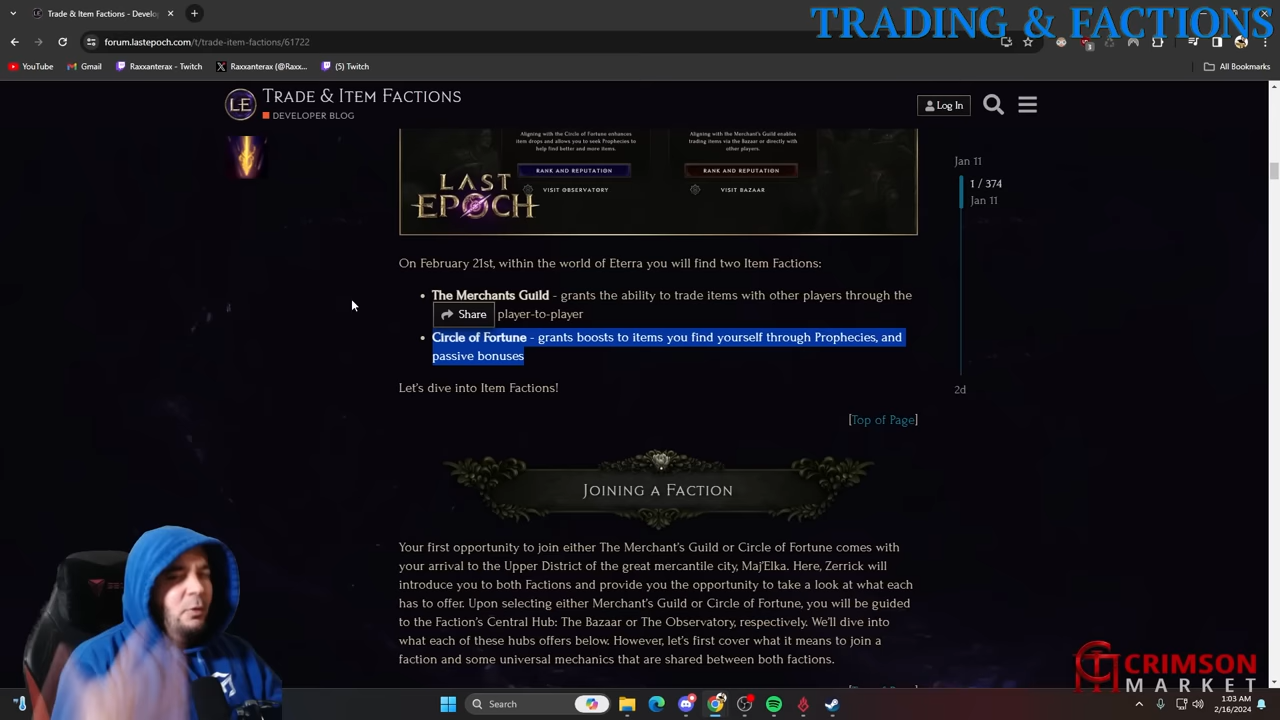 TRADING & FACTIONS
Trade & Item Factions - Devel
forum.lastepoch.com/t/trade-item-factions/61722
YouTube
Gmail
Raxxanterax - Twitch
Raxxanterax (@Raxx...
(5) Twitch
All Bookmarks
LE
TRADE & ITEM FACTIONS
DEVELOPER BLOG
Log In
Aligning with the Circle of Fortune enhances
item drops and allows you to seek Prophecies to
help find better and more items.
RANK AND REPUTATION
VISIT OBSERVATORY
Aligning with the Merchant's Guild enables
trading items via the Bazaar or directly with
other players.
RANK AND REPUTATION
VISIT BAZAAR
LAST
EPOCH
Jan 11
1 / 374
Jan 11
2d
On February 21st, within the world of Eterra you will find two Item Factions:
• The Merchants Guild - grants the ability to trade items with other players through the
Share player-to-player
• Circle of Fortune - grants boosts to items you find yourself through Prophecies, and
passive bonuses
Let's dive into Item Factions!
[Top of Page]
JOINING A FACTION
Your first opportunity to join either The Merchant's Guild or Circle of Fortune comes with
your arrival to the Upper District of the great mercantile city, Maj'Elka. Here, Zerrick will
introduce you to both Factions and provide you the opportunity to take a look at what each
has to offer. Upon selecting either Merchant's Guild or Circle of Fortune, you will be guided
to the Faction's Central Hub: The Bazaar or The Observatory, respectively. We'll dive into
what each of these hubs offers below. However, let's first cover what it means to join a
faction and some universal mechanics that are shared between both factions.
CRIMSON
MARKET
Search
1:03 AM
2/16/2024